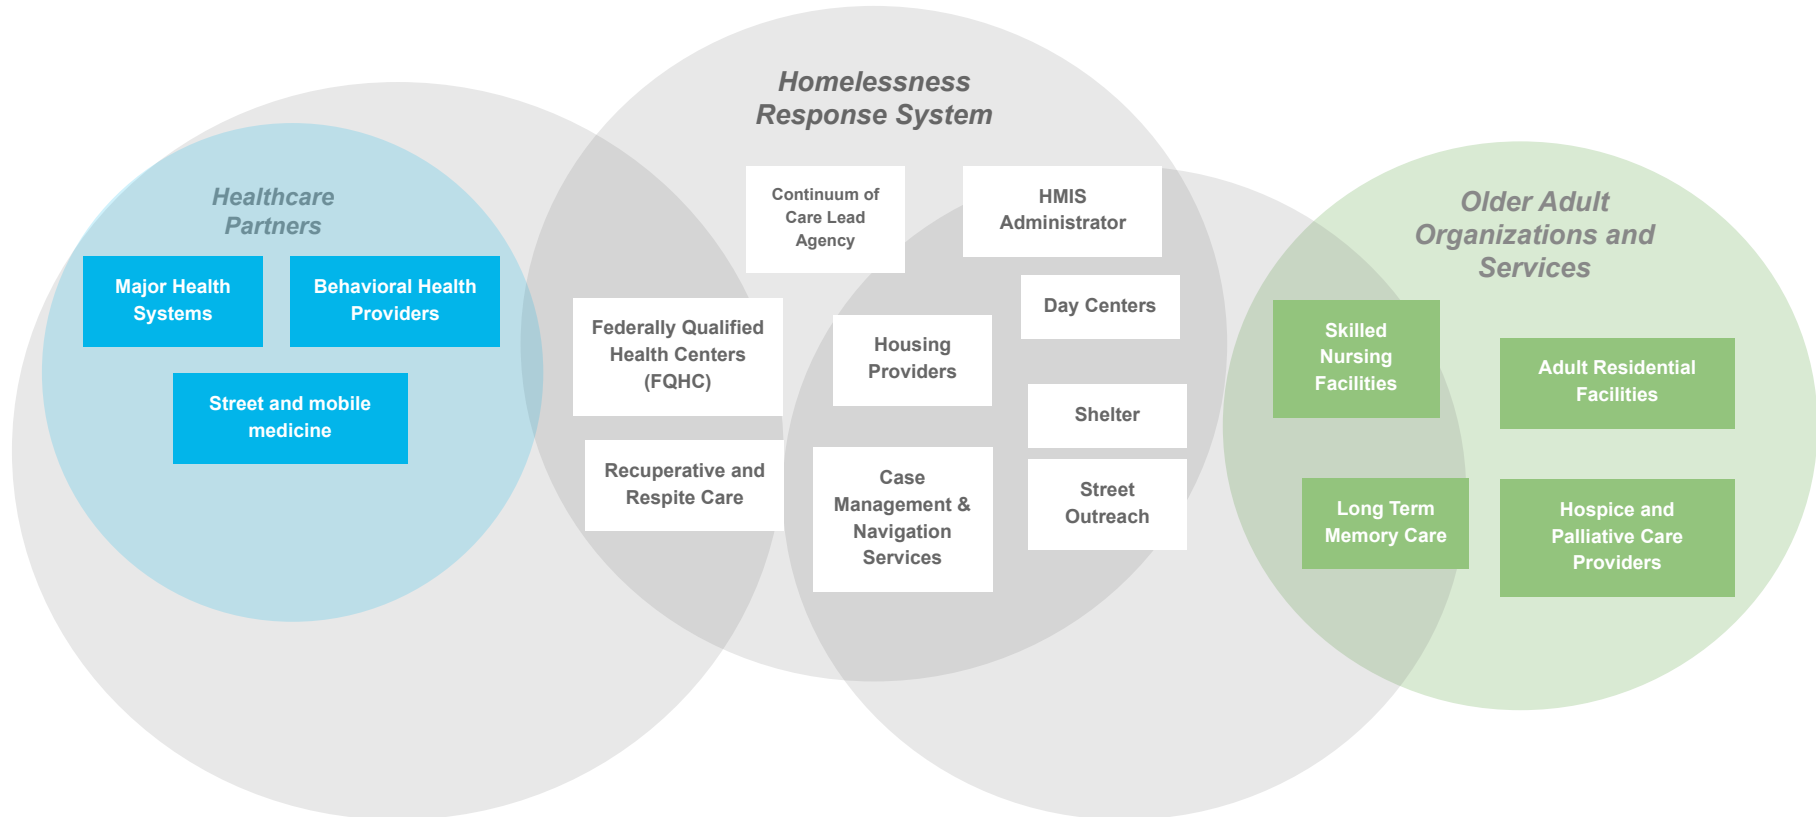 Homelessness
Response System
Healthcare
Partners
Major Health
Systems
Behavioral Health
Providers
Street and mobile
medicine
Federally Qualified
Health Centers
(FQHC)
Recuperative and
Respite Care
Continuum of
Care Lead
Agency
HMIS
Administrator
Day Centers
Housing
Providers
Shelter
Case
Management &
Navigation
Services
Street
Outreach
Older Adult
Organizations and
Services
Skilled
Nursing
Facilities
Adult Residential
Facilities
Long Term
Memory Care
Hospice and
Palliative Care
Providers